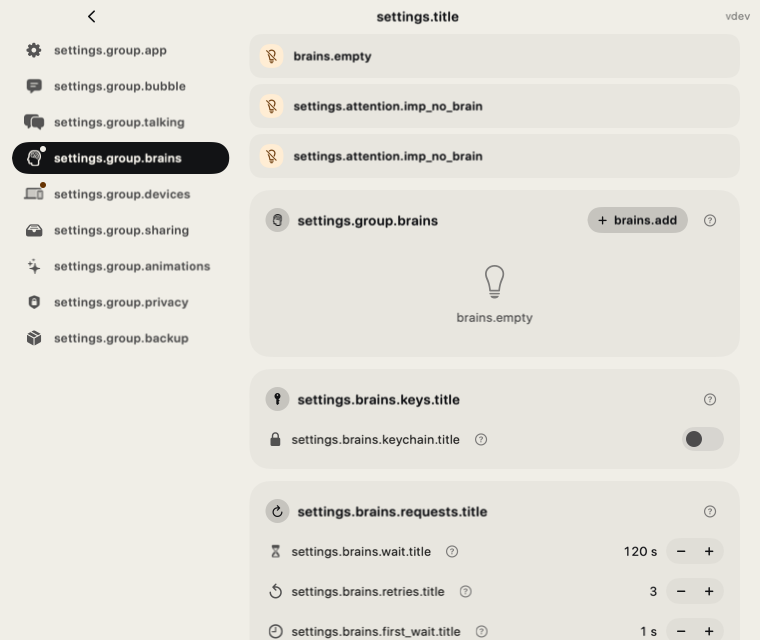 settings.title
vdev
settings.group.app
settings.group.bubble
settings.group.talking
settings.group.brains
settings.group.devices
settings.group.sharing
settings.group.animations
settings.group.privacy
settings.group.backup
brains.empty
settings.attention.imp_no_brain
settings.attention.imp_no_brain
settings.group.brains
+ brains.add
?
brains.empty
settings.brains.keys.title
?
settings.brains.keychain.title ?
settings.brains.requests.title
?
settings.brains.wait.title ? 120 s − +
settings.brains.retries.title ? 3 − +
settings.brains.first_wait.title ? 1 s − +